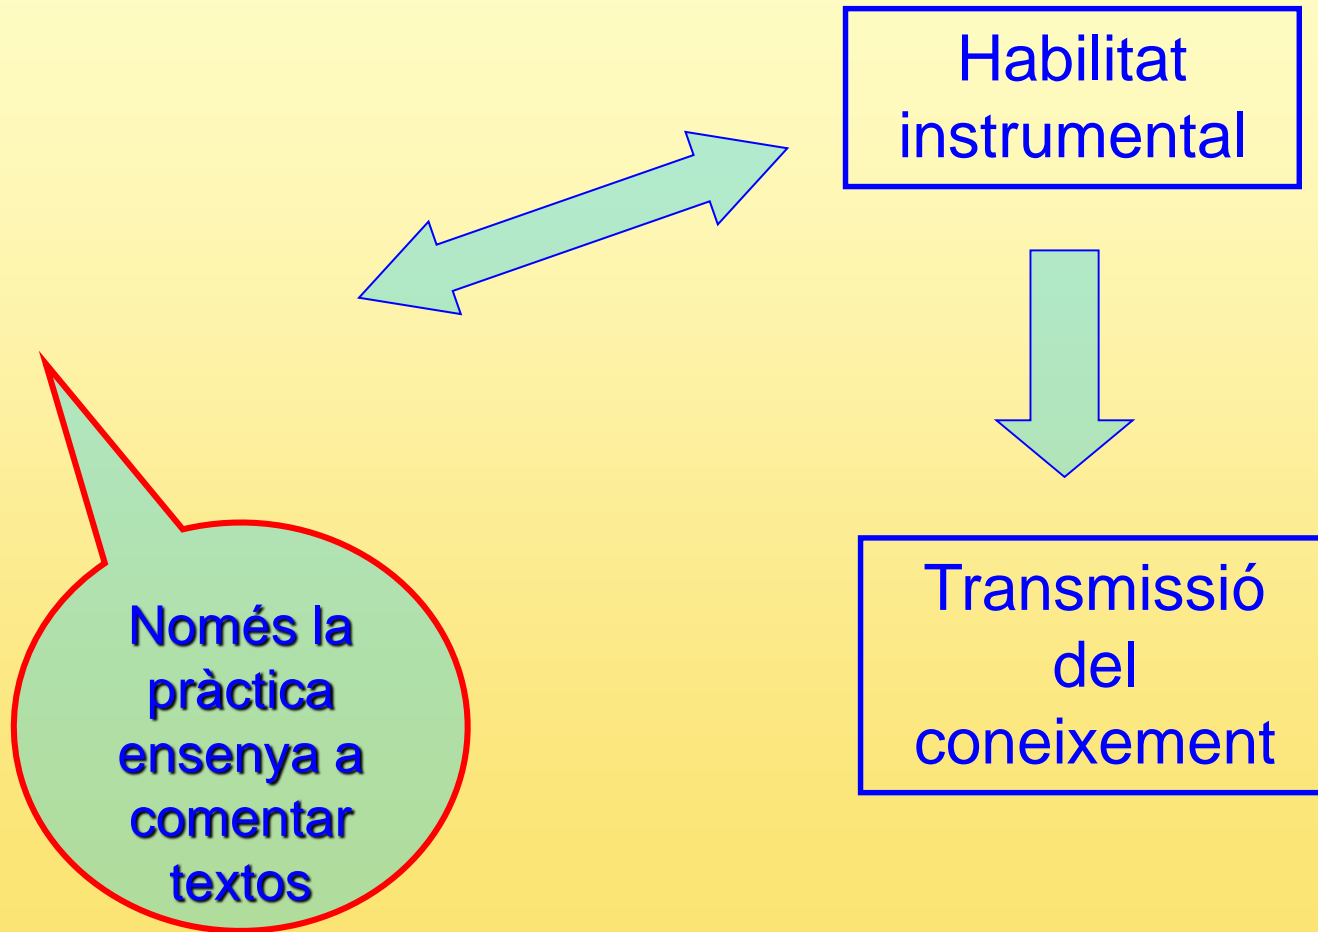 Habilitat
instrumental
Només la
pràctica
ensenya a
comentar
textos
Transmissió
del
coneixement